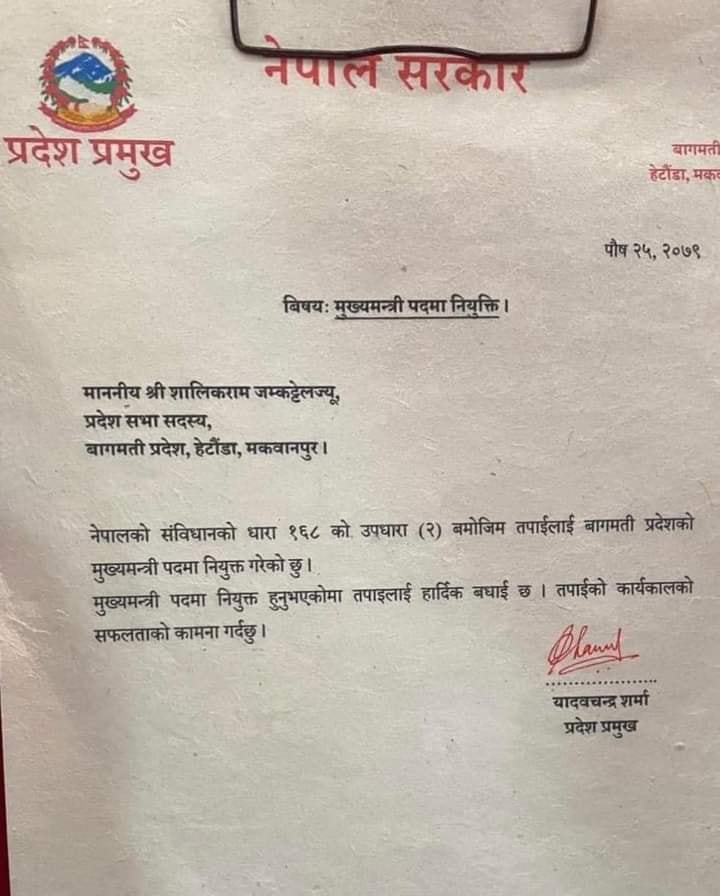 नेपाल सरकार
प्रदेश प्रमुख
बागमती
हेटौंडा,
पौष २५, २०७९
बिषयः मुख्यमन्त्री पदमा नियुक्ति।
माननीय श्री शालिकराम जम्कट्टेलज्यू,
प्रदेश सभा सदस्य,
बागमती प्रदेश, हेटौंडा, मकवानपुर।
नेपालको संविधानको धारा १६८ को उपधारा (२) बमोजिम तपाईलाई बागमती प्रदेशको
मुख्यमन्त्री पदमा नियुक्त गरेको छु।
मुख्यमन्त्री पदमा नियुक्त हुनुभएकोमा तपाइलाई हार्दिक बधाई छ । तपाईको कार्यकालको
सफलताको कामना गर्दछु।
यादवचन्द्र शर्मा
प्रदेश प्रमुख